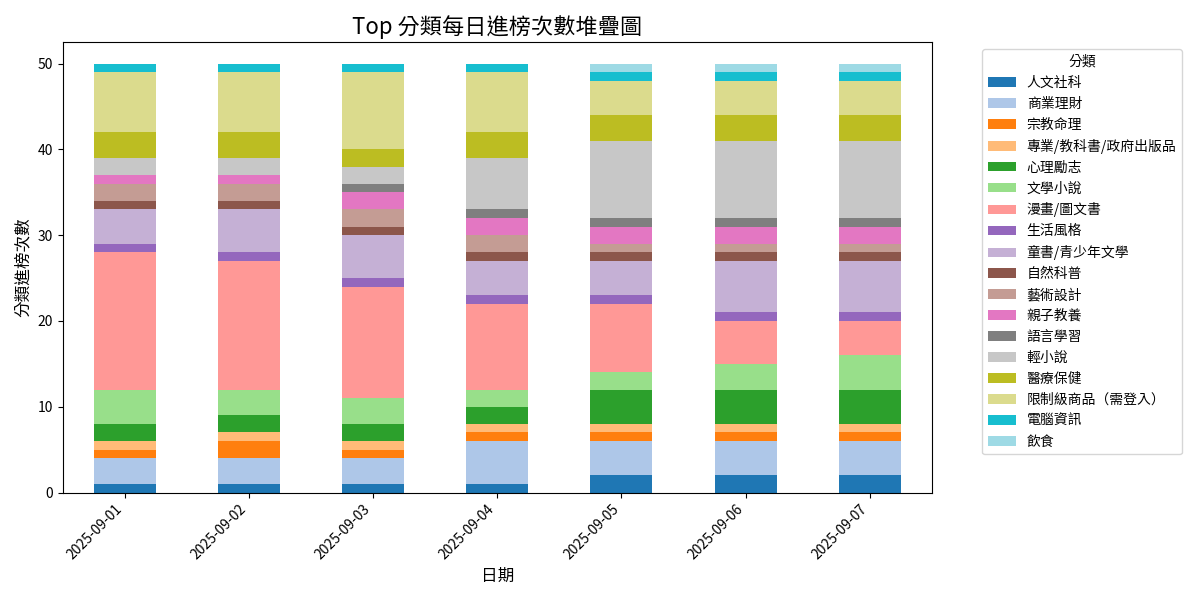 Top 分類每日進榜次數堆疊圖
分類進榜次數
50
40
30
20
10
0
2025-09-01
2025-09-02
2025-09-03
2025-09-04
2025-09-05
2025-09-06
2025-09-07
日期
分類
人文社科
商業理財
宗教命理
專業/教科書/政府出版品
心理勵志
文學小說
漫畫/圖文書
生活風格
童書/青少年文學
自然科普
藝術設計
親子教養
語言學習
輕小說
醫療保健
限制級商品（需登入）
電腦資訊
飲食